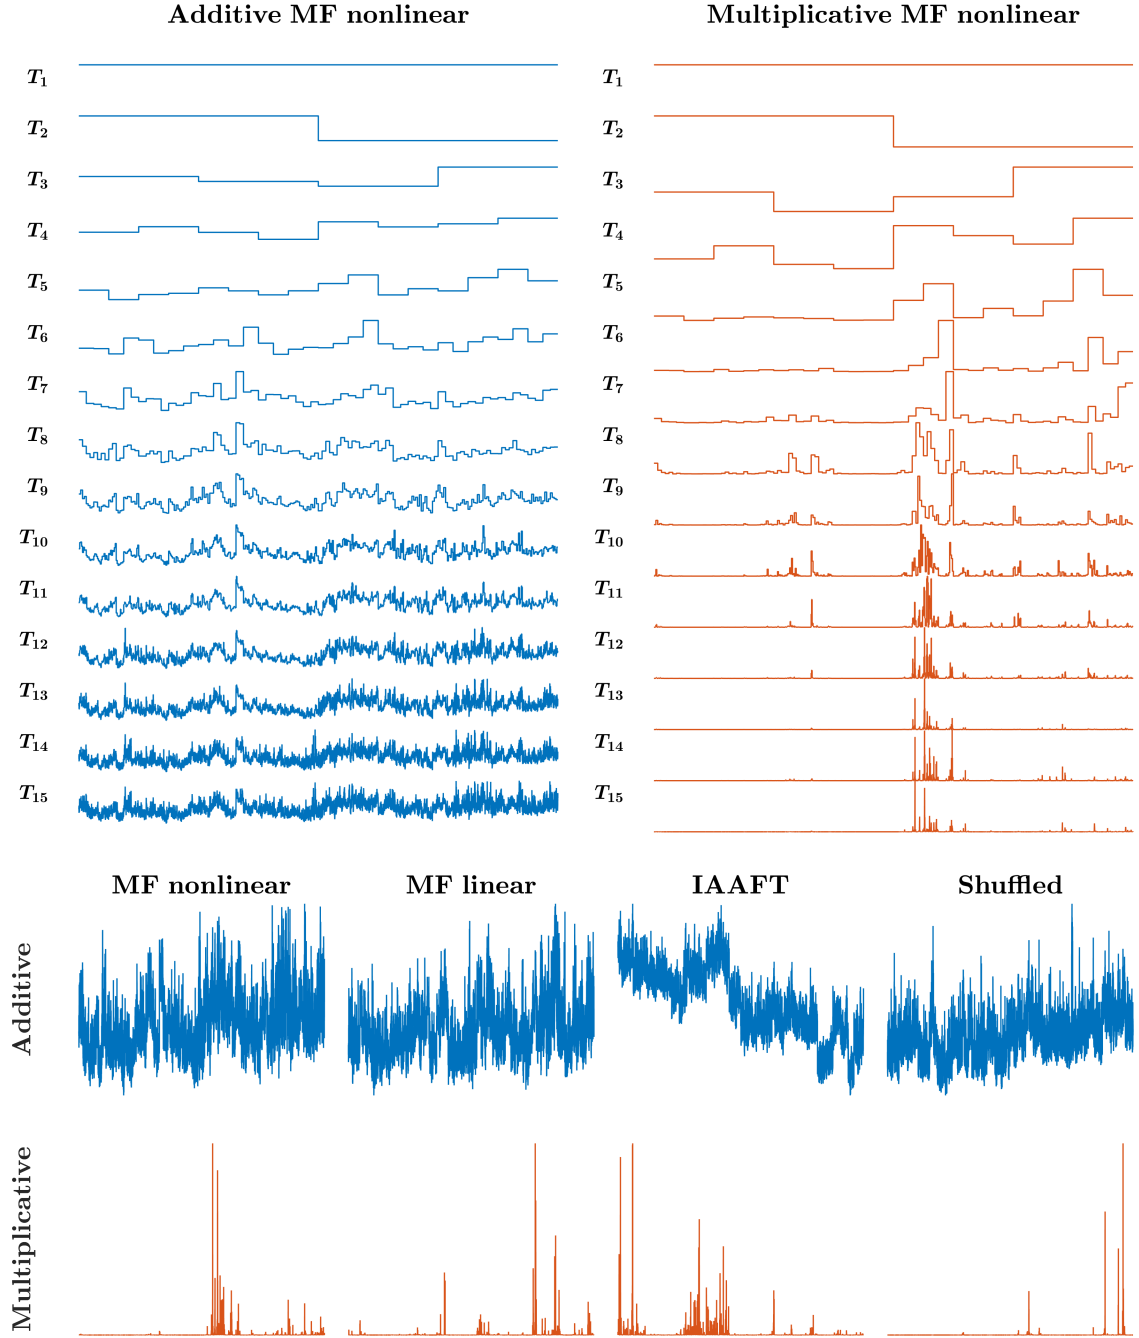 Additive MF nonlinear
T1
T2
T3
T4
T5
T6
T7
T8
T9
T10
T11
T12
T13
T14
T15
Multiplicative MF nonlinear
T1
T2
T3
T4
T5
T6
T7
T8
T9
T10
T11
T12
T13
T14
T15
MF nonlinear
MF linear
IAAFT
Shuffled
Additive
Multiplicative